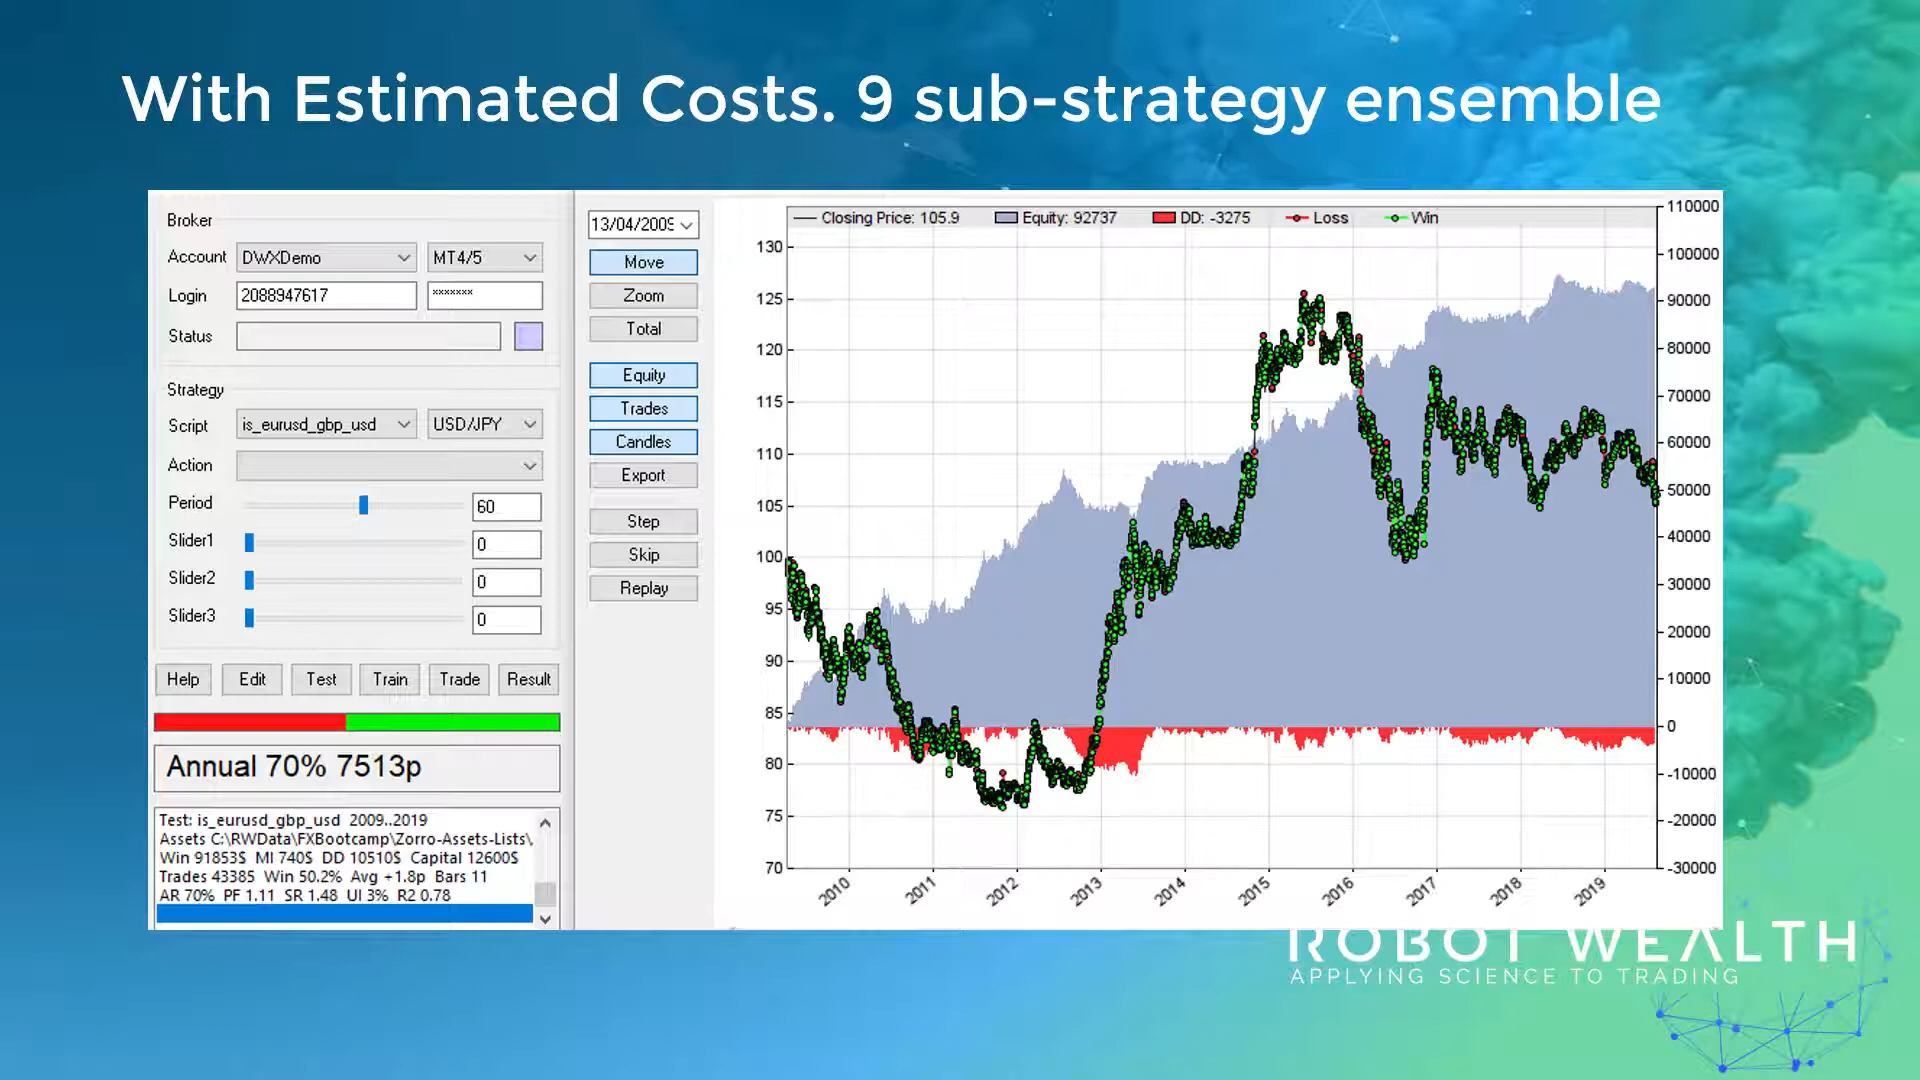 With Estimated Costs. 9 sub-strategy ensemble
Broker
Account DWXDemo MT4/5
Login 2088947617 *******
Status
Strategy
Script is_eurusd_gbp_usd USD/JPY
Action
Period 60
Slider1 0
Slider2 0
Slider3 0
Help Edit Test Train Trade Result
Annual 70% 7513p
Test: is_eurusd_gbp_usd 2009..2019
Assets C:\RWData\FXBootcamp\Zorro-Assets-Lists\
Win 91853$ MI 740$ DD 10510$ Capital 12600$
Trades 43385 Win 50.2% Avg +1.8p Bars 11
AR 70% PF 1.11 SR 1.48 UI 3% R2 0.78
13/04/2009
Move
Zoom
Total
Equity
Trades
Candles
Export
Step
Skip
Replay
Closing Price: 105.9 Equity: 92737 DD: -3275 Loss Win
130
125
120
115
110
105
100
95
90
85
80
75
70
110000
100000
90000
80000
70000
60000
50000
40000
30000
20000
10000
0
-10000
-20000
-30000
2010 2011 2012 2013 2014 2015 2016 2017 2018 2019
ROBOT WEALTH
APPLYING SCIENCE TO TRADING